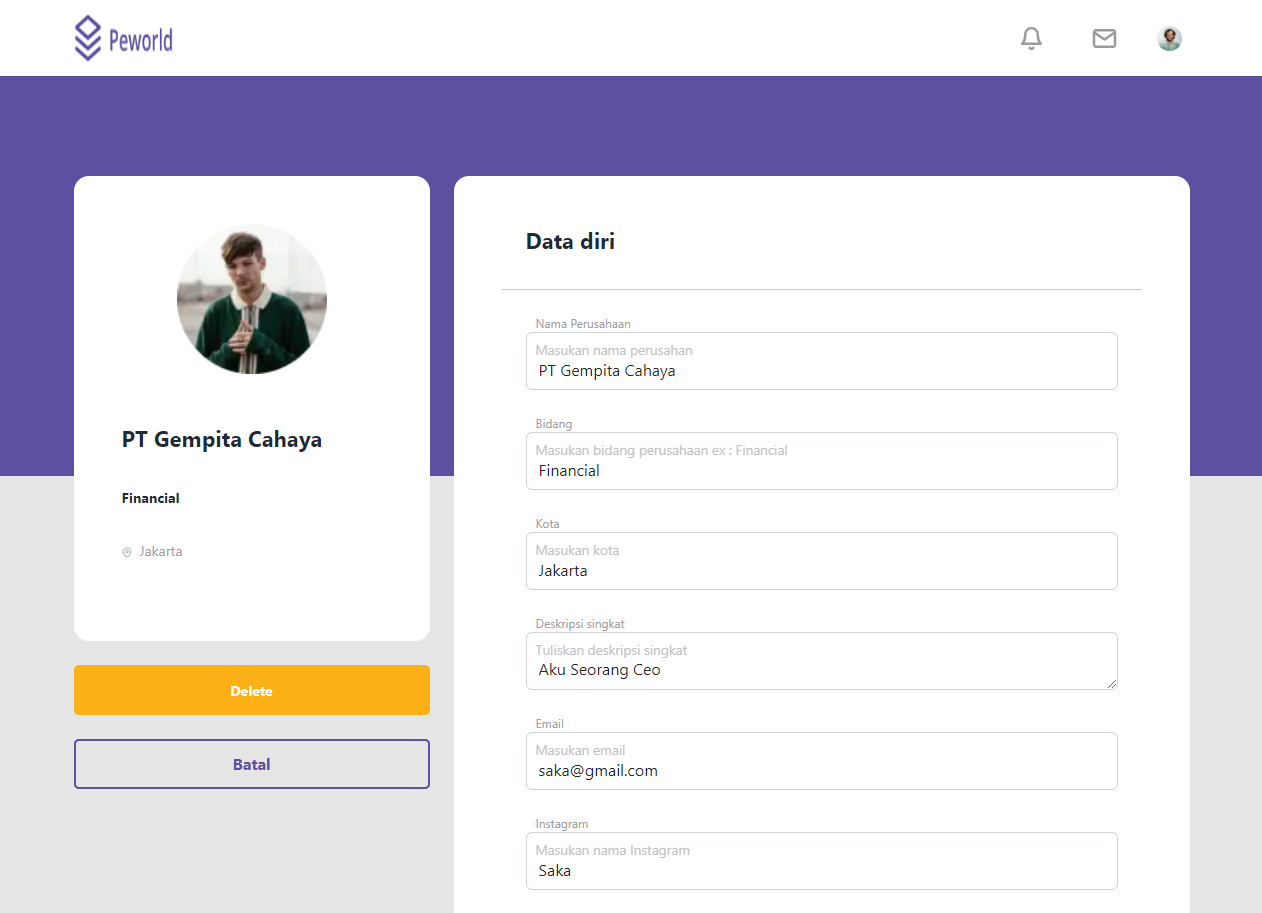 Peworld
PT Gempita Cahaya
Financial
Jakarta
Delete
Batal
Data diri
Nama Perusahaan
Masukan nama perusahan
PT Gempita Cahaya
Bidang
Masukan bidang perusahaan ex : Financial
Financial
Kota
Masukan kota
Jakarta
Deskripsi singkat
Tuliskan deskripsi singkat
Aku Seorang Ceo
Email
Masukan email
saka@gmail.com
Instagram
Masukan nama Instagram
Saka